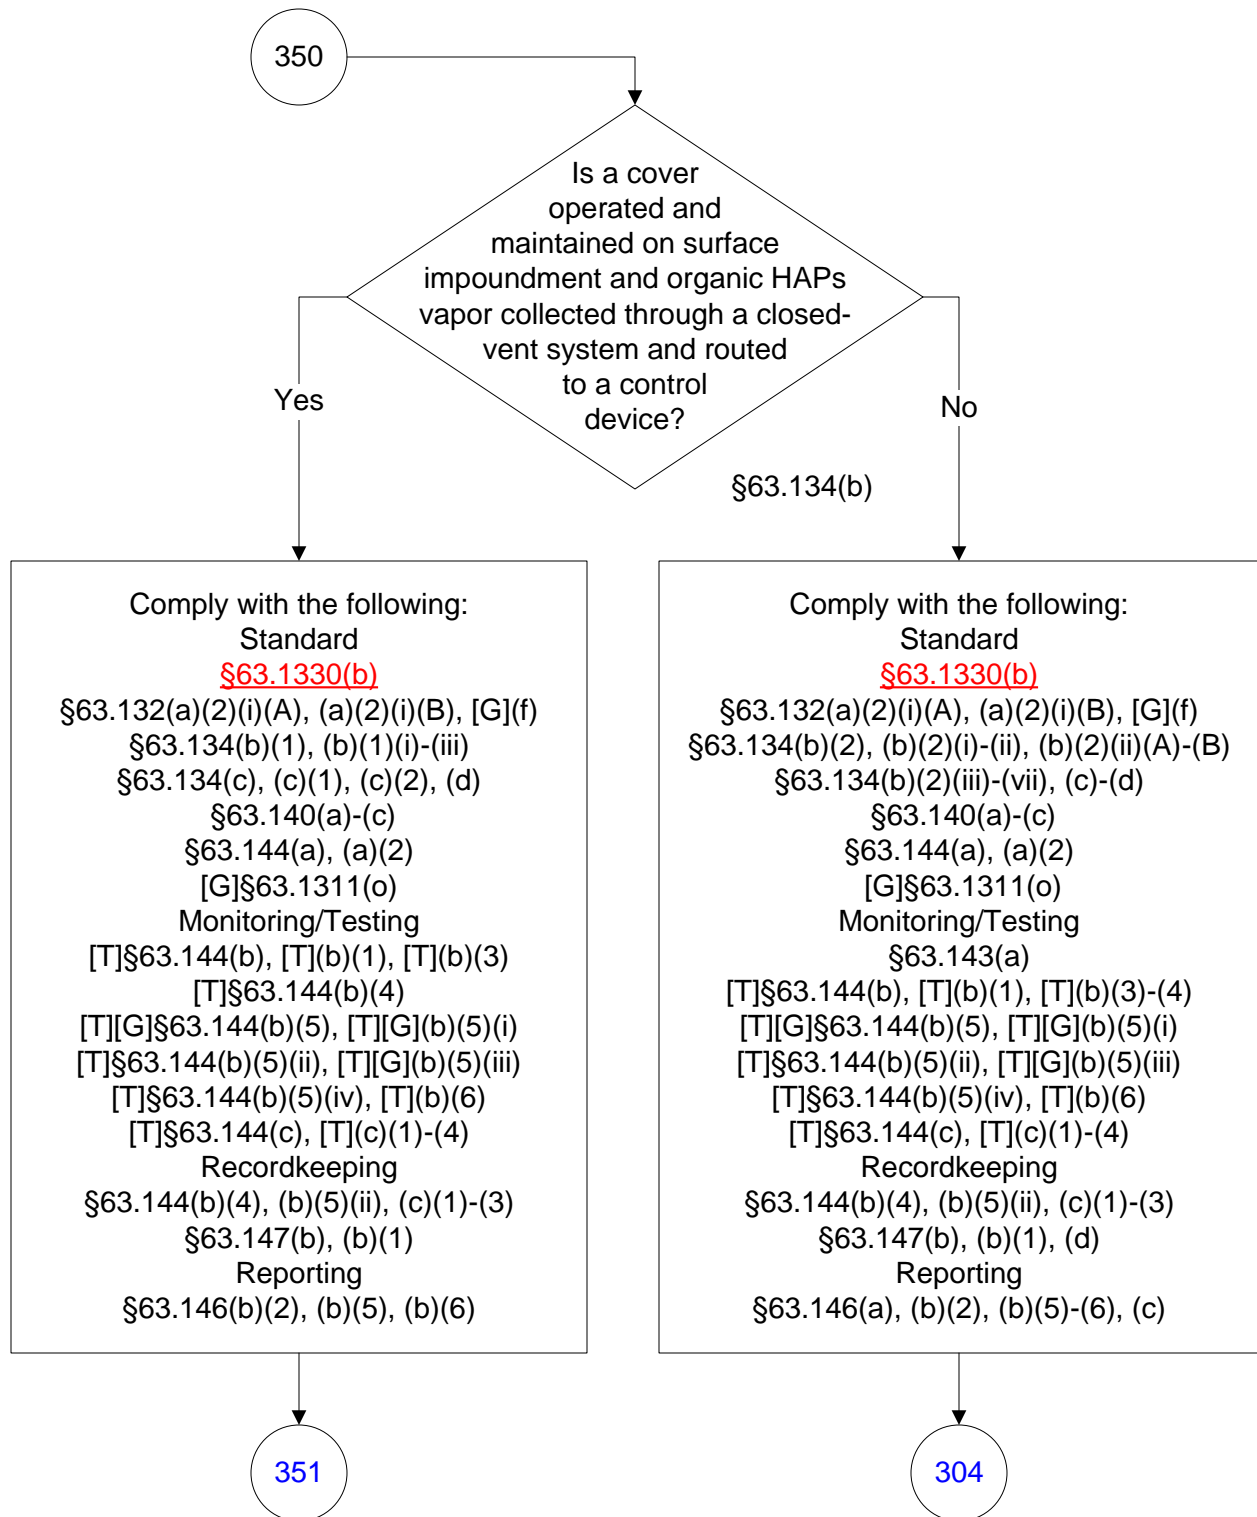 350
Is a cover
operated and
maintained on surface
impoundment and organic HAPs
vapor collected through a closed-
vent system and routed
to a control
device?
Yes
No
§63.134(b)
Comply with the following:
Standard
§63.1330(b)
§63.132(a)(2)(i)(A), (a)(2)(i)(B), [G](f)
§63.134(b)(1), (b)(1)(i)-(iii)
§63.134(c), (c)(1), (c)(2), (d)
§63.140(a)-(c)
§63.144(a), (a)(2)
[G]§63.1311(o)
Monitoring/Testing
[T]§63.144(b), [T](b)(1), [T](b)(3)
[T]§63.144(b)(4)
[T][G]§63.144(b)(5), [T][G](b)(5)(i)
[T]§63.144(b)(5)(ii), [T][G](b)(5)(iii)
[T]§63.144(b)(5)(iv), [T](b)(6)
[T]§63.144(c), [T](c)(1)-(4)
Recordkeeping
§63.144(b)(4), (b)(5)(ii), (c)(1)-(3)
§63.147(b), (b)(1)
Reporting
§63.146(b)(2), (b)(5), (b)(6)
351
Comply with the following:
Standard
§63.1330(b)
§63.132(a)(2)(i)(A), (a)(2)(i)(B), [G](f)
§63.134(b)(2), (b)(2)(i)-(ii), (b)(2)(ii)(A)-(B)
§63.134(b)(2)(iii)-(vii), (c)-(d)
§63.140(a)-(c)
§63.144(a), (a)(2)
[G]§63.1311(o)
Monitoring/Testing
§63.143(a)
[T]§63.144(b), [T](b)(1), [T](b)(3)-(4)
[T][G]§63.144(b)(5), [T][G](b)(5)(i)
[T]§63.144(b)(5)(ii), [T][G](b)(5)(iii)
[T]§63.144(b)(5)(iv), [T](b)(6)
[T]§63.144(c), [T](c)(1)-(4)
Recordkeeping
§63.144(b)(4), (b)(5)(ii), (c)(1)-(3)
§63.147(b), (b)(1), (d)
Reporting
§63.146(a), (b)(2), (b)(5)-(6), (c)
304